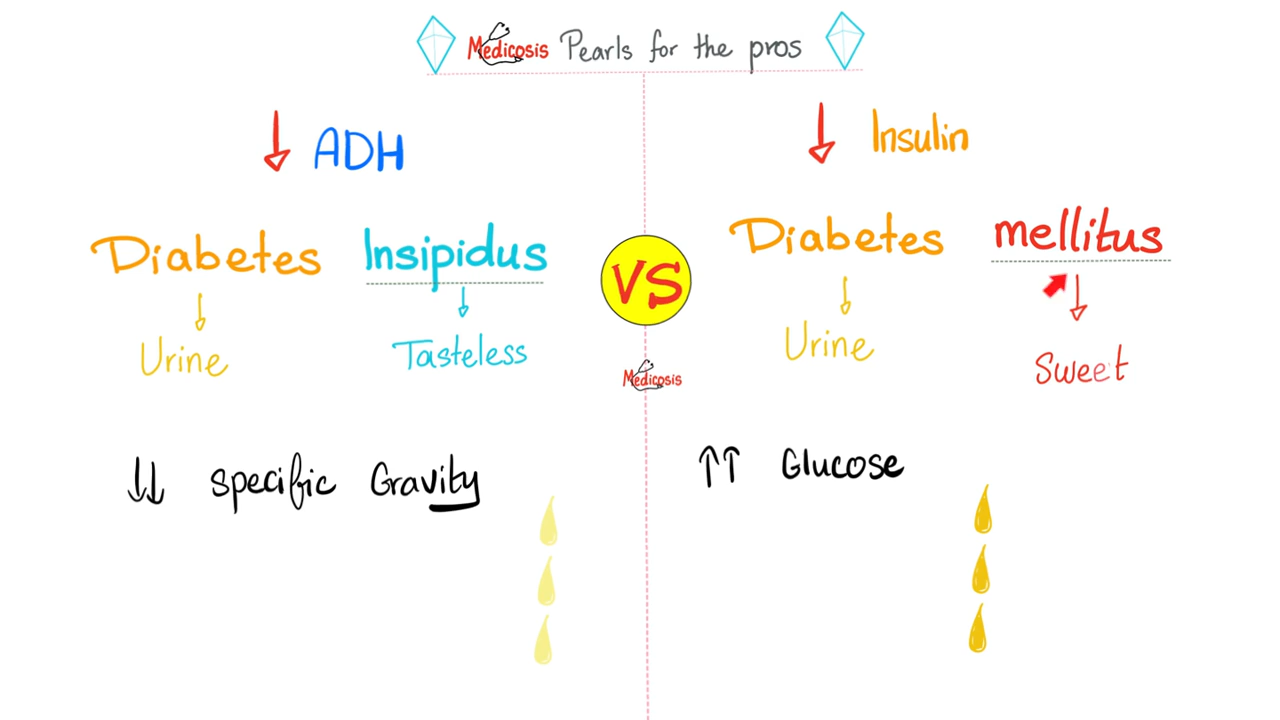 Medicosis Pearls for the pros
↓ ADH
Diabetes Insipidus
↓ ↓
Urine Tasteless
↓↓ Specific Gravity
VS
Medicosis
↓ Insulin
Diabetes mellitus
↓ ↓
Urine Sweet
↑↑ Glucose